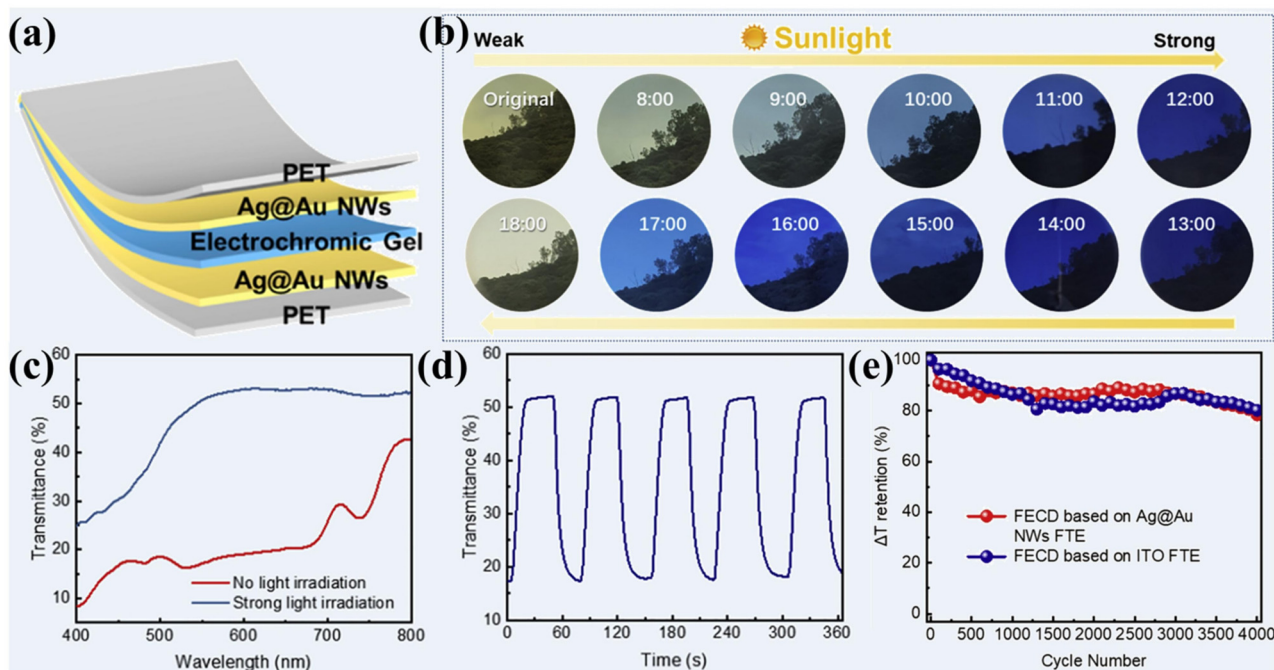 (a)
PET
Ag@Au NWs
Electrochromic Gel
Ag@Au NWs
PET
(b)
Weak
Sunlight
Strong
Original
8:00
9:00
10:00
11:00
12:00
18:00
17:00
16:00
15:00
14:00
13:00
(c)
Transmittance (%)
60
50
40
30
20
10
No light irradiation
Strong light irradiation
400
500
600
700
800
Wavelength (nm)
(d)
Transmittance (%)
60
50
40
30
20
10
0
60
120
180
240
300
360
Time (s)
(e)
ΔT retention (%)
100
80
60
40
20
0
FECD based on Ag@Au
NWs FTE
FECD based on ITO FTE
0
500
1000
1500
2000
2500
3000
3500
4000
Cycle Number